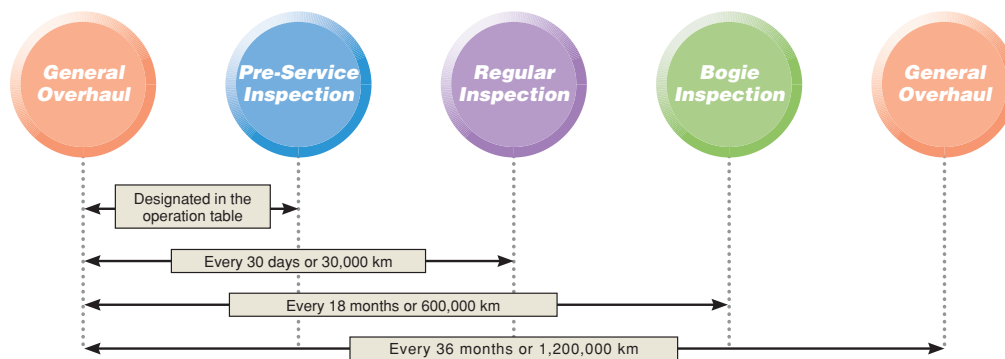 General
Overhaul
Pre-Service
Inspection
Regular
Inspection
Bogie
Inspection
General
Overhaul
Designated in the
operation table
Every 30 days or 30,000 km
Every 18 months or 600,000 km
Every 36 months or 1,200,000 km